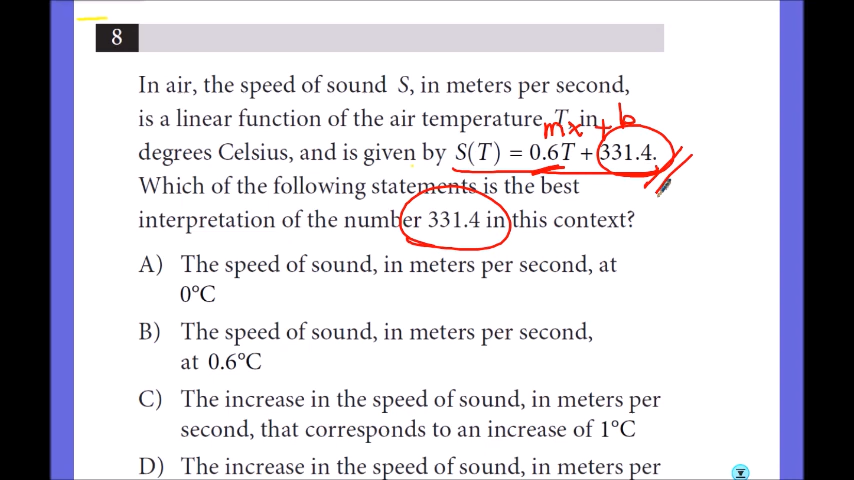 8
In air, the speed of sound S, in meters per second,
is a linear function of the air temperature T, in
mx + b
degrees Celsius, and is given by S(T) = 0.6T + 331.4.
Which of the following statements is the best
interpretation of the number 331.4 in this context?
A) The speed of sound, in meters per second, at
0°C
B) The speed of sound, in meters per second,
at 0.6°C
C) The increase in the speed of sound, in meters per
second, that corresponds to an increase of 1°C
D) The increase in the speed of sound, in meters per